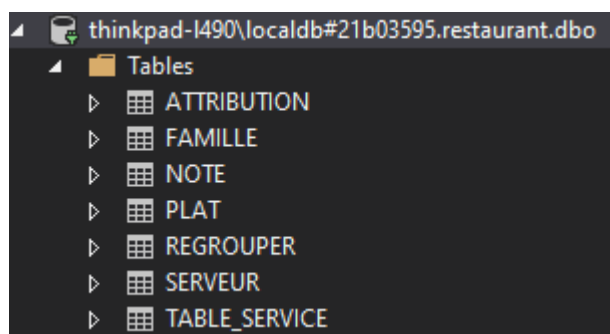 thinkpad-l490\localdb#21b03595.restaurant.dbo
Tables
ATTRIBUTION
FAMILLE
NOTE
PLAT
REGROUPER
SERVEUR
TABLE_SERVICE